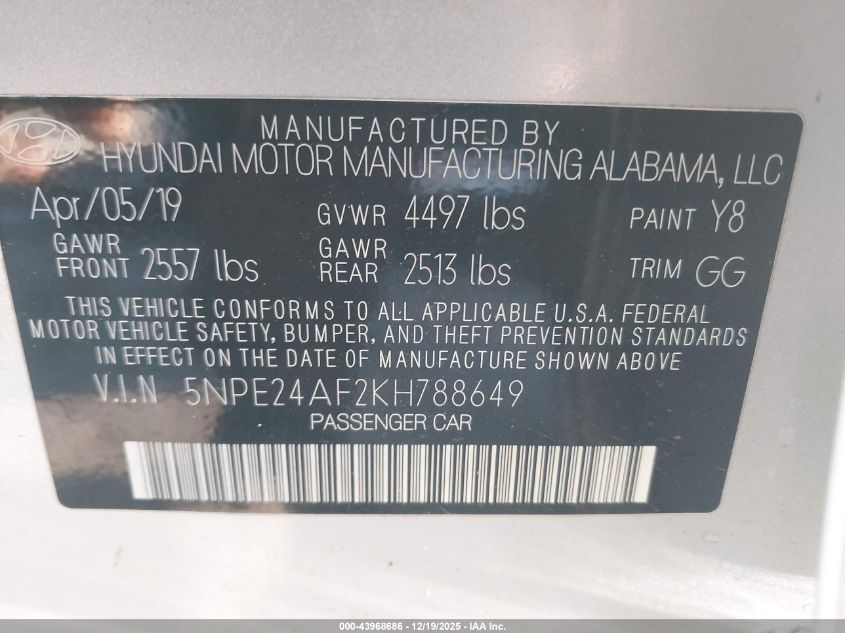 MANUFACTURED BY
HYUNDAI MOTOR MANUFACTURING ALABAMA, LLC
Apr/05/19 GVWR 4497 lbs PAINT Y8
GAWR FRONT 2557 lbs GAWR REAR 2513 lbs TRIM GG
THIS VEHICLE CONFORMS TO ALL APPLICABLE U.S.A. FEDERAL
MOTOR VEHICLE SAFETY, BUMPER, AND THEFT PREVENTION STANDARDS
IN EFFECT ON THE DATE OF MANUFACTURE SHOWN ABOVE
V.I.N 5NPE24AF2KH788649
PASSENGER CAR
000-43968686 - 12/19/2025 - IAA Inc.